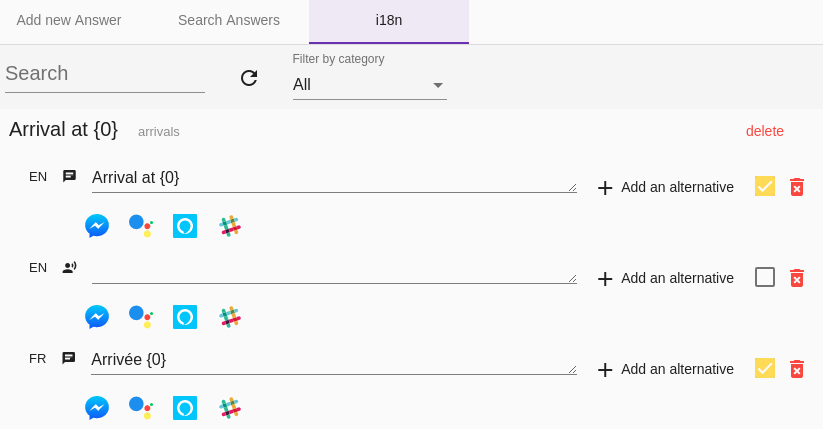 Add new Answer Search Answers i18n
Search
Filter by category
All
Arrival at {0} arrivals delete
EN Arrival at {0} Add an alternative
EN Add an alternative
FR Arrivée {0} Add an alternative